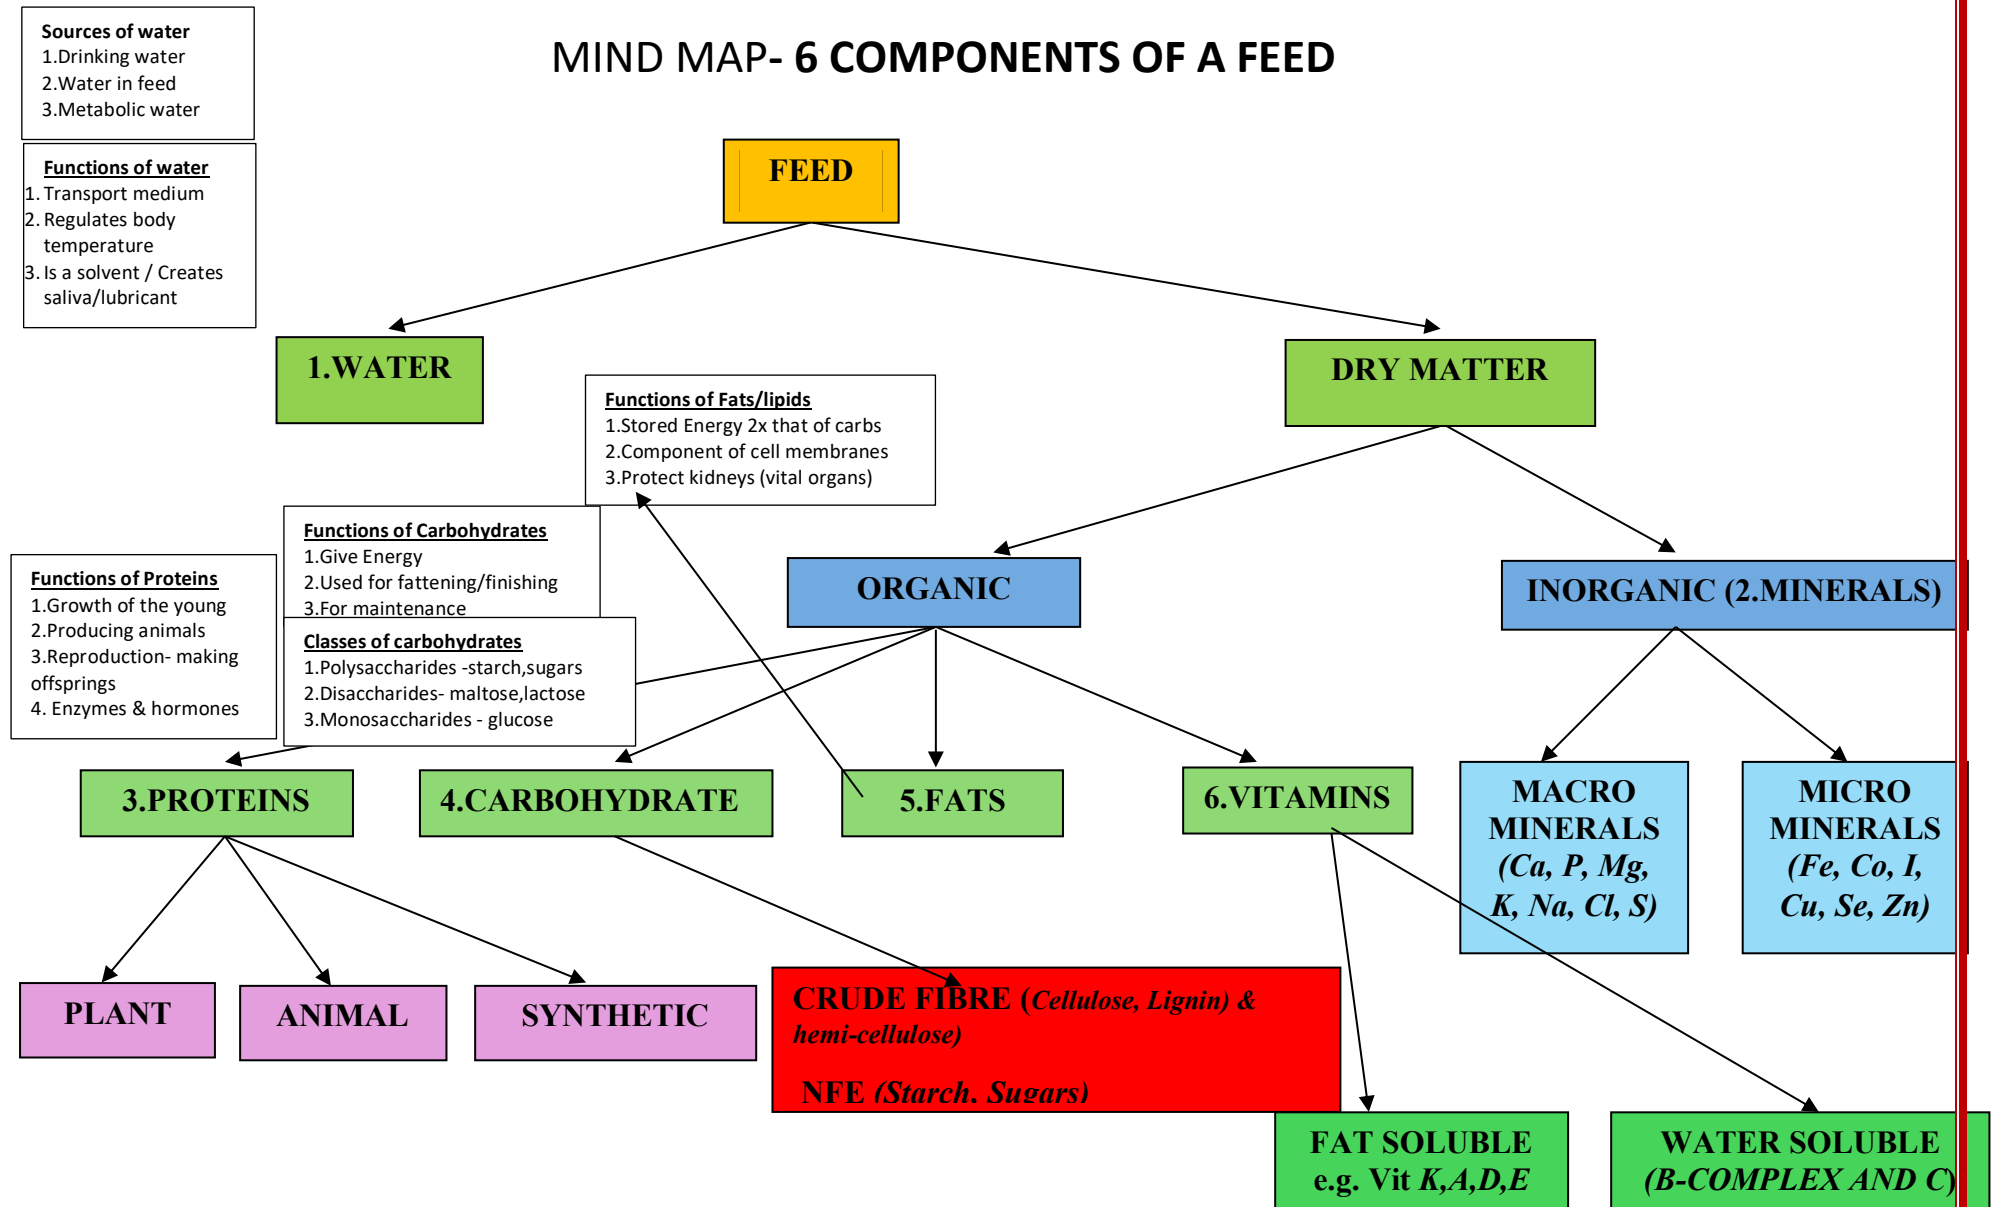 Sources of water
1.Drinking water
2.Water in feed
3.Metabolic water
MIND MAP- 6 COMPONENTS OF A FEED
Functions of water
1. Transport medium
2. Regulates body
temperature
3. Is a solvent / Creates
saliva/lubricant
FEED
1.WATER
DRY MATTER
Functions of Fats/lipids
1.Stored Energy 2x that of carbs
2.Component of cell membranes
3.Protect kidneys (vital organs)
Functions of Carbohydrates
1.Give Energy
2.Used for fattening/finishing
3.For maintenance
Functions of Proteins
1.Growth of the young
2.Producing animals
3.Reproduction- making
offsprings
4. Enzymes & hormones
Classes of carbohydrates
1.Polysaccharides -starch,sugars
2.Disaccharides- maltose,lactose
3.Monosaccharides - glucose
ORGANIC
INORGANIC (2.MINERALS)
3.PROTEINS
4.CARBOHYDRATE
5.FATS
6.VITAMINS
MACRO
MINERALS
(Ca, P, Mg,
K, Na, Cl, S)
MICRO
MINERALS
(Fe, Co, I,
Cu, Se, Zn)
PLANT
ANIMAL
SYNTHETIC
CRUDE FIBRE (Cellulose, Lignin) &
hemi-cellulose)
NFE (Starch, Sugars)
FAT SOLUBLE
e.g. Vit K,A,D,E
WATER SOLUBLE
(B-COMPLEX AND C)